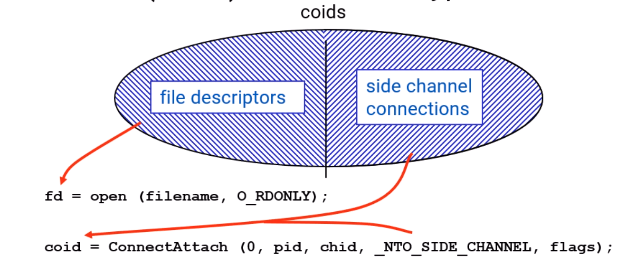 coids
file descriptors
side channel
connections
fd = open (filename, O_RDONLY);
coid = ConnectAttach (0, pid, chid, _NTO_SIDE_CHANNEL, flags);